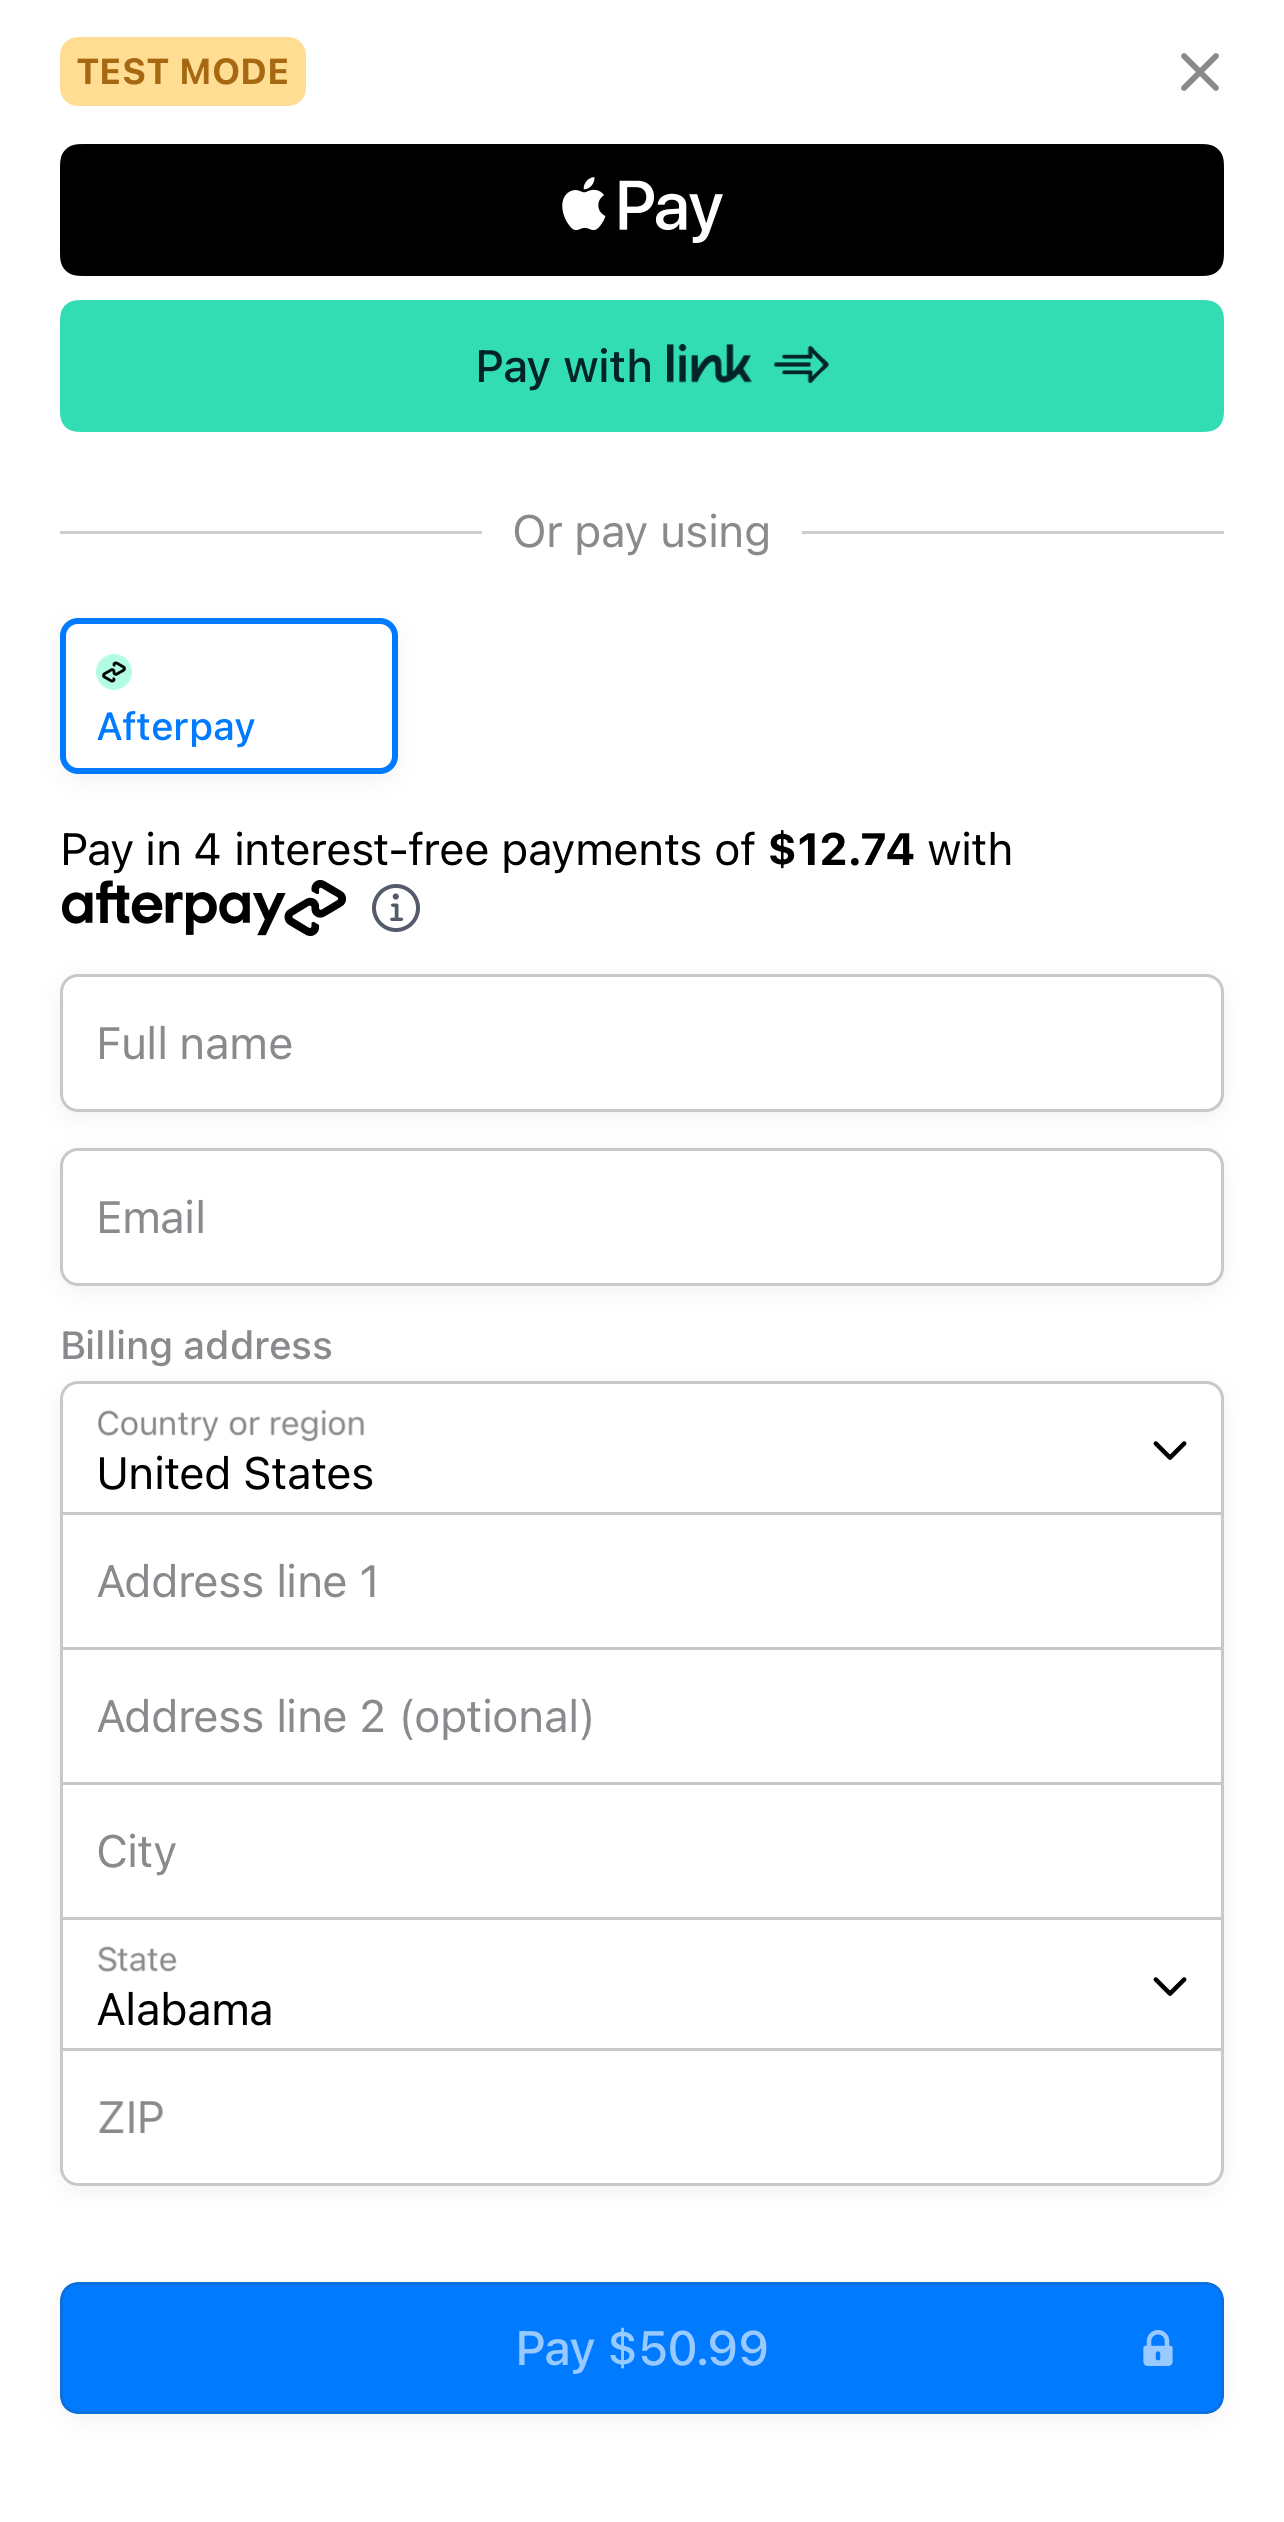 TEST MODE
Pay
Pay with link
Or pay using
Afterpay
Pay in 4 interest-free payments of $12.74 with
afterpay
Full name
Email
Billing address
Country or region
United States
Address line 1
Address line 2 (optional)
City
State
Alabama
ZIP
Pay $50.99